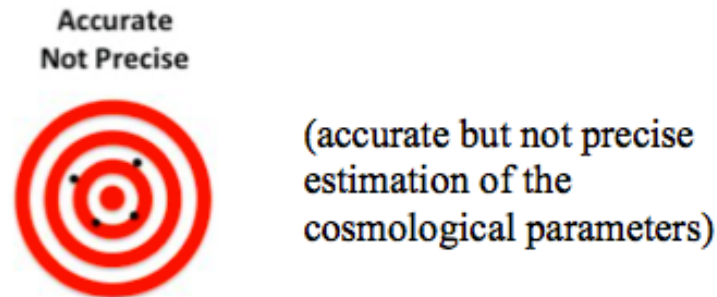 Accurate
Not Precise
(accurate but not precise
estimation of the
cosmological parameters)